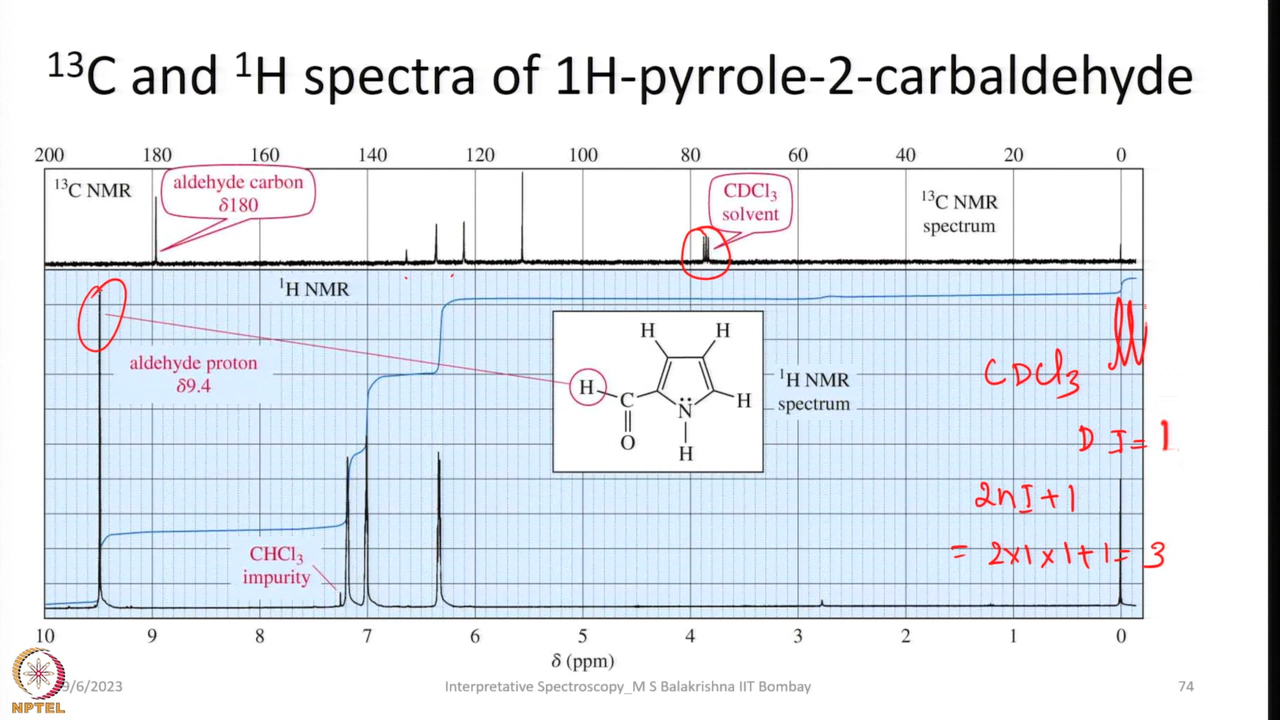 ¹³C and ¹H spectra of 1H-pyrrole-2-carbaldehyde
200 180 160 140 120 100 80 60 40 20 0
¹³C NMR
aldehyde carbon
δ180
CDCl₃
solvent
¹³C NMR
spectrum
¹H NMR
aldehyde proton
δ9.4
H H
H C N H
O H
¹H NMR
spectrum
CDCl₃
D I = 1
2nI + 1
= 2×1×1+1 = 3
CHCl₃
impurity
10 9 8 7 6 5 4 3 2 1 0
δ (ppm)
NPTEL
9/6/2023
Interpretative Spectroscopy_M S Balakrishna IIT Bombay
74